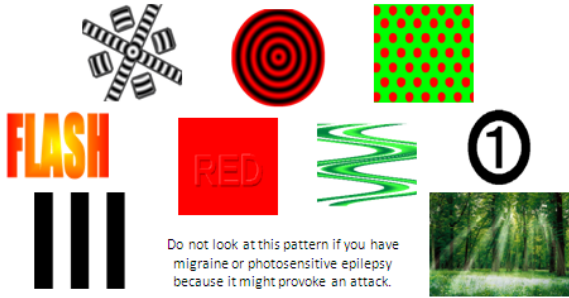 FLASH
RED
1
Do not look at this pattern if you have
migraine or photosensitive epilepsy
because it might provoke an attack.